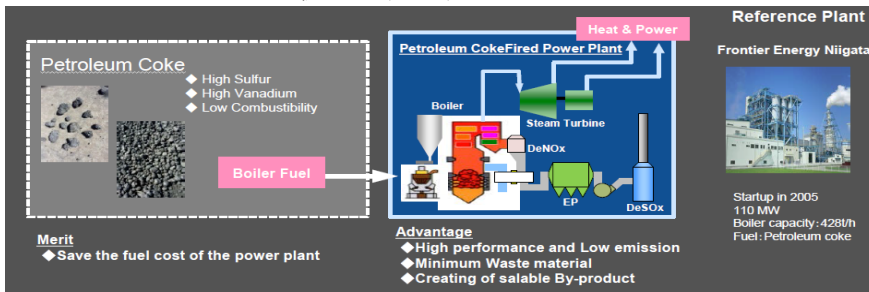 Petroleum Coke
◆ High Sulfur
◆ High Vanadium
◆ Low Combustibility
Boiler Fuel
Merit
◆Save the fuel cost of the power plant
Heat & Power
Petroleum CokeFired Power Plant
Boiler
Steam Turbine
DeNOx
EP
DeSOx
Advantage
◆High performance and Low emission
◆Minimum Waste material
◆Creating of salable By-product
Reference Plant
Frontier Energy Niigata
Startup in 2005
110 MW
Boiler capacity:428t/h
Fuel:Petroleum coke